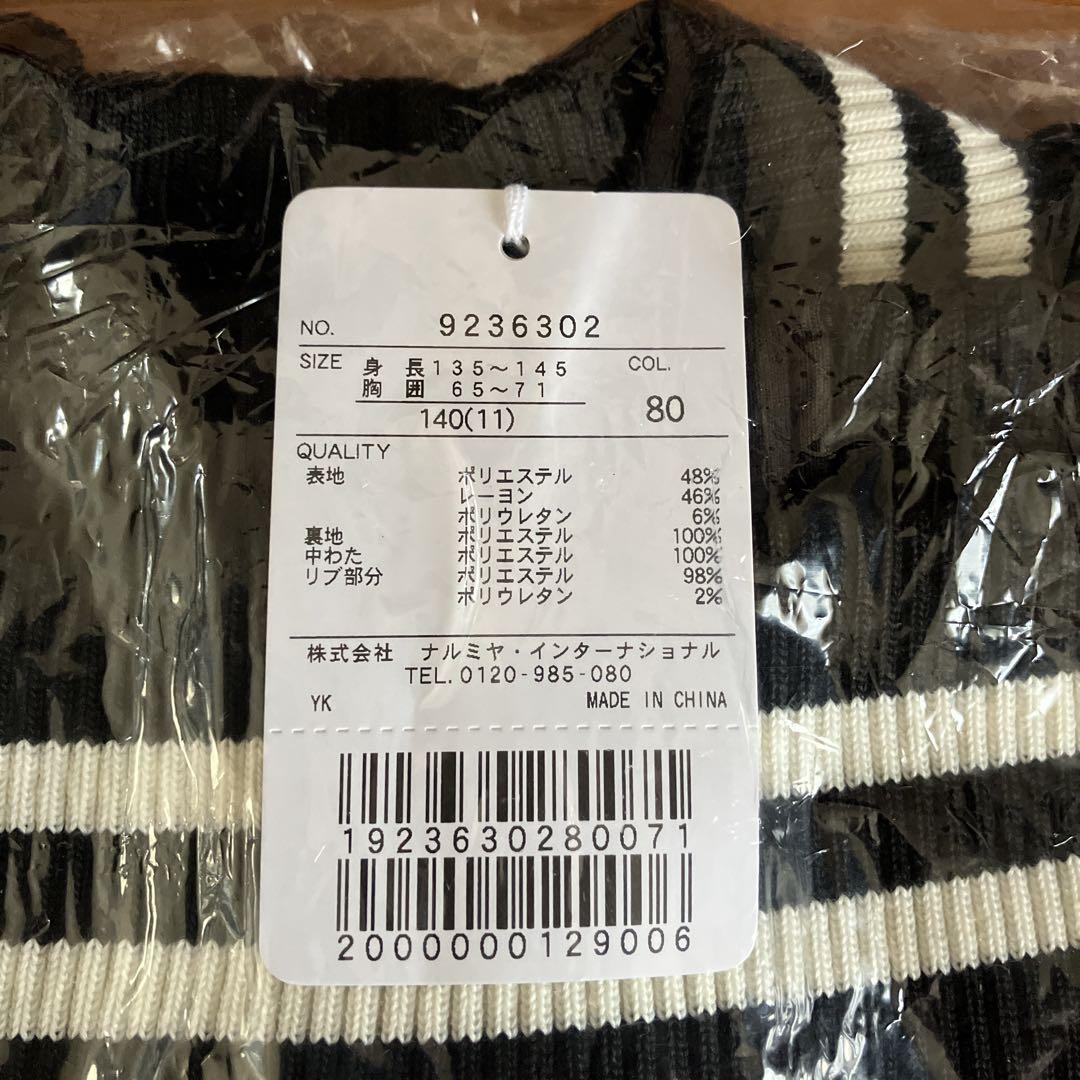 NO. 9236302
SIZE 身長135～145 COL.
胸囲 65～71
140(11) 80
QUALITY
表地 ポリエステル 48%
レーヨン 46%
ポリウレタン 6%
裏地 ポリエステル 100%
中わた ポリエステル 100%
リブ部分 ポリエステル 98%
ポリウレタン 2%
株式会社 ナルミヤ・インターナショナル
TEL.0120-985-080
YK MADE IN CHINA
1923630280071
2000000129006